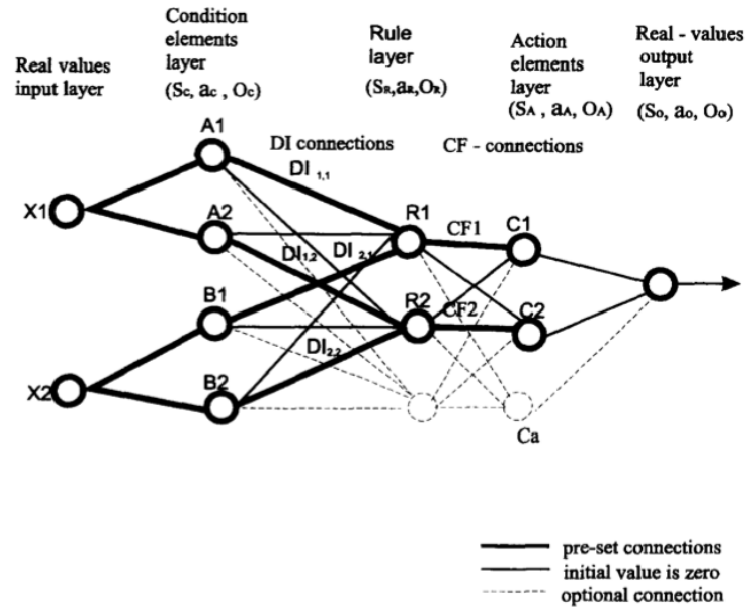 Real values
input layer
Condition
elements
layer
(Sc, ac , Oc)
Rule
layer
(SR,aR,OR)
Action
elements
layer
(SA , aA, OA)
Real - values
output
layer
(So, ao, Oo)
DI connections
CF - connections
A1
DI 1,1
X1
A2
DI1,2
DI 2,1
R1
CF1
C1
B1
R2
CF2
C2
DI2,2
X2
B2
Ca
pre-set connections
initial value is zero
optional connection